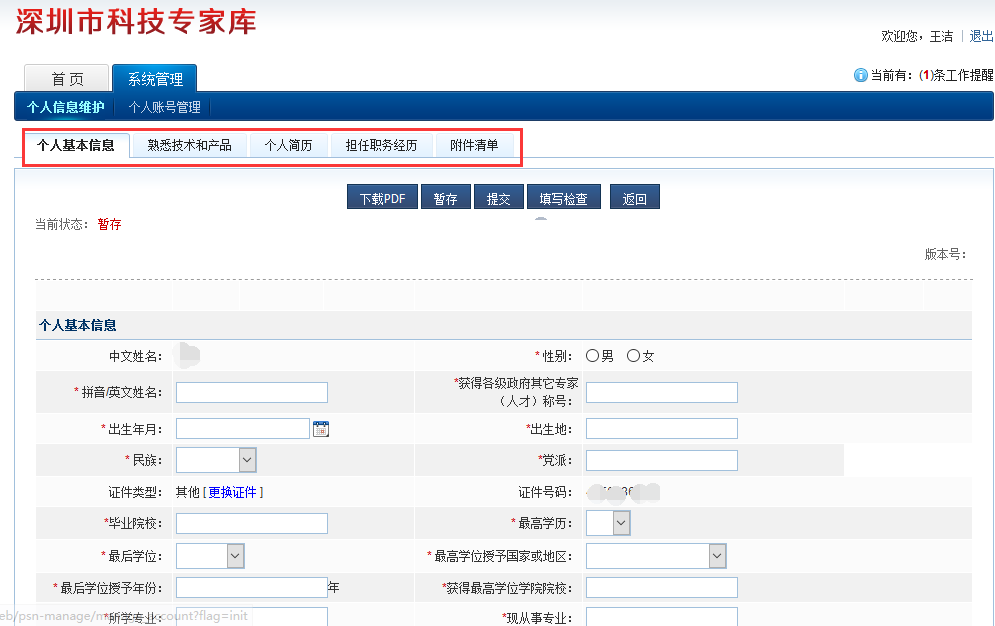 深圳市科技专家库
欢迎您，王洁 | 退出
首 页 系统管理 当前有：(1)条工作提醒
个人信息维护 个人账号管理
个人基本信息 熟悉技术和产品 个人简历 担任职务经历 附件清单
下载PDF 暂存 提交 填写检查 返回
当前状态： 暂存
版本号：
个人基本信息
中文姓名： *性别： 男 女
*拼音/英文姓名： *获得各级政府其它专家
（人才）称号：
*出生年月： *出生地：
*民族： *党派：
证件类型： 其他 [更换证件 ] 证件号码：
*毕业院校： *最高学历：
*最后学位： *最高学位授予国家或地区：
*最后学位授予年份： 年 *获得最高学位学院院校：
*所学专业： *现从事专业：
eb/psn-manage/m count?flag=init